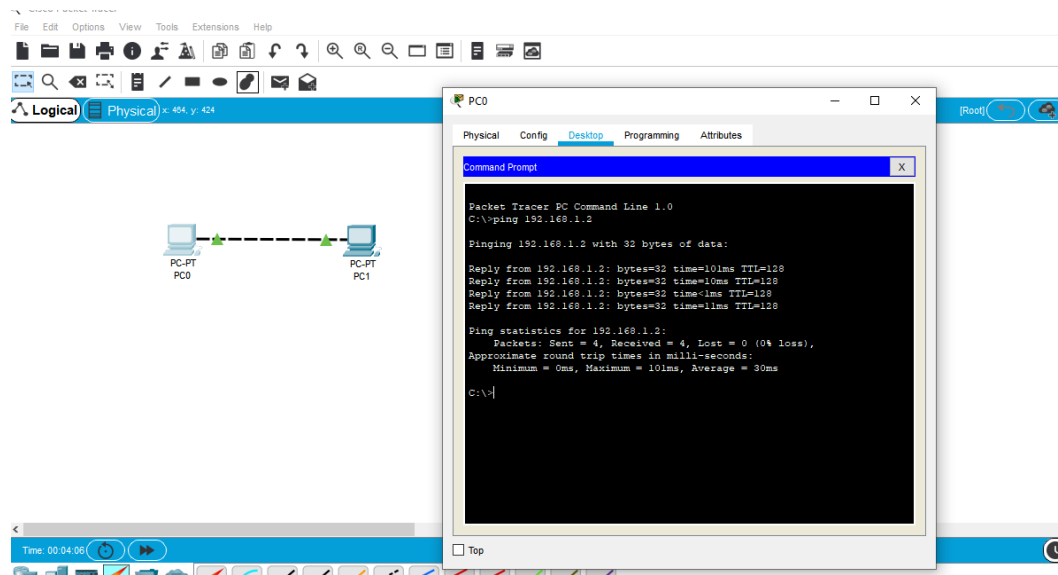 File Edit Options View Tools Extensions Help
Logical Physical x: 464, y: 424 [Root]
PC0
Physical Config Desktop Programming Attributes
Command Prompt X
Packet Tracer PC Command Line 1.0
C:\>ping 192.168.1.2
Pinging 192.168.1.2 with 32 bytes of data:
Reply from 192.168.1.2: bytes=32 time=101ms TTL=128
Reply from 192.168.1.2: bytes=32 time=10ms TTL=128
Reply from 192.168.1.2: bytes=32 time<1ms TTL=128
Reply from 192.168.1.2: bytes=32 time=11ms TTL=128
Ping statistics for 192.168.1.2:
Packets: Sent = 4, Received = 4, Lost = 0 (0% loss),
Approximate round trip times in milli-seconds:
Minimum = 0ms, Maximum = 101ms, Average = 30ms
C:\>
PC-PT
PC0
PC-PT
PC1
Top
Time: 00:04:06